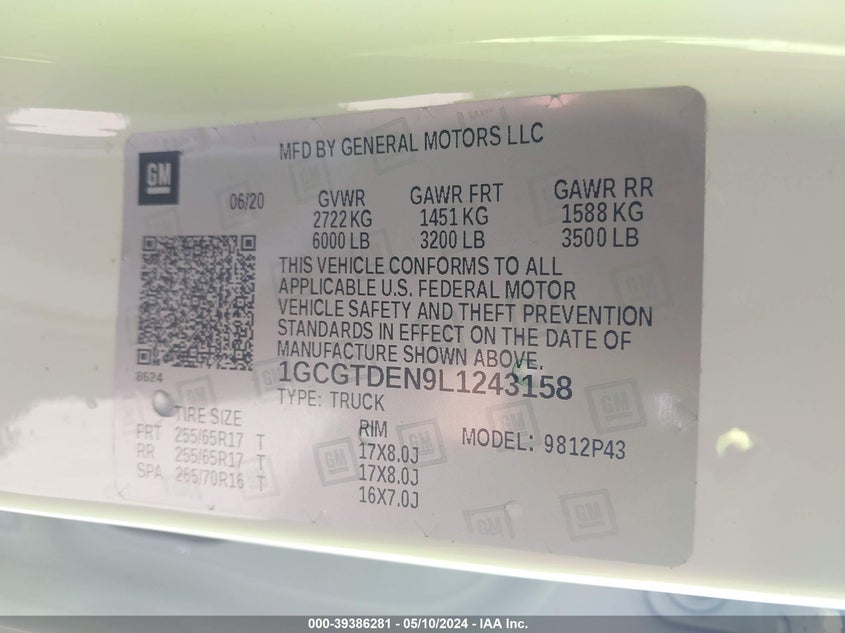 MFD BY GENERAL MOTORS LLC
GM
06/20 GVWR GAWR FRT GAWR RR
2722 KG 1451 KG 1588 KG
6000 LB 3200 LB 3500 LB
THIS VEHICLE CONFORMS TO ALL
APPLICABLE U.S. FEDERAL MOTOR
VEHICLE SAFETY AND THEFT PREVENTION
STANDARDS IN EFFECT ON THE DATE OF
MANUFACTURE SHOWN ABOVE.
8624
1GCGTDEN9L1243158
TYPE: TRUCK
TIRE SIZE RIM MODEL: 9812P43
FRT 255/65R17 T 17X8.0J
RR 255/65R17 T 17X8.0J
SPA 265/70R16 T 16X7.0J
000-39386281 - 05/10/2024 - IAA Inc.